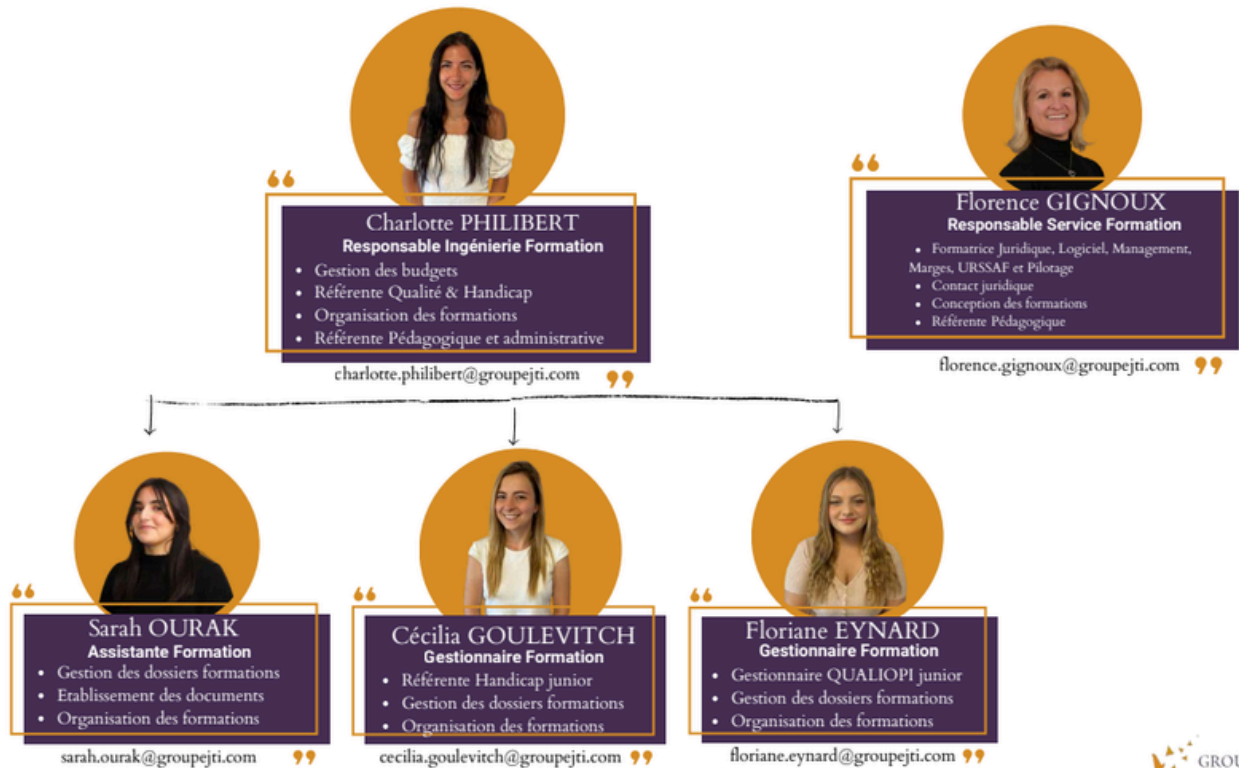 Charlotte PHILIBERT
Responsable Ingénierie Formation
• Gestion des budgets
• Référente Qualité & Handicap
• Organisation des formations
• Référente Pédagogique et administrative
charlotte.philibert@groupejti.com
Florence GIGNOUX
Responsable Service Formation
• Formatrice Juridique, Logiciel, Management,
Marges, URSSAF et Pilotage
• Contact juridique
• Conception des formations
• Référente Pédagogique
florence.gignoux@groupejti.com
Sarah OURAK
Assistante Formation
• Gestion des dossiers formations
• Etablissement des documents
• Organisation des formations
sarah.ourak@groupejti.com
Cécilia GOULEVITCH
Gestionnaire Formation
• Référente Handicap junior
• Gestion des dossiers formations
• Organisation des formations
cecilia.goulevitch@groupejti.com
Floriane EYNARD
Gestionnaire Formation
• Gestionnaire QUALIOPI junior
• Gestion des dossiers formations
• Organisation des formations
floriane.eynard@groupejti.com
GROU